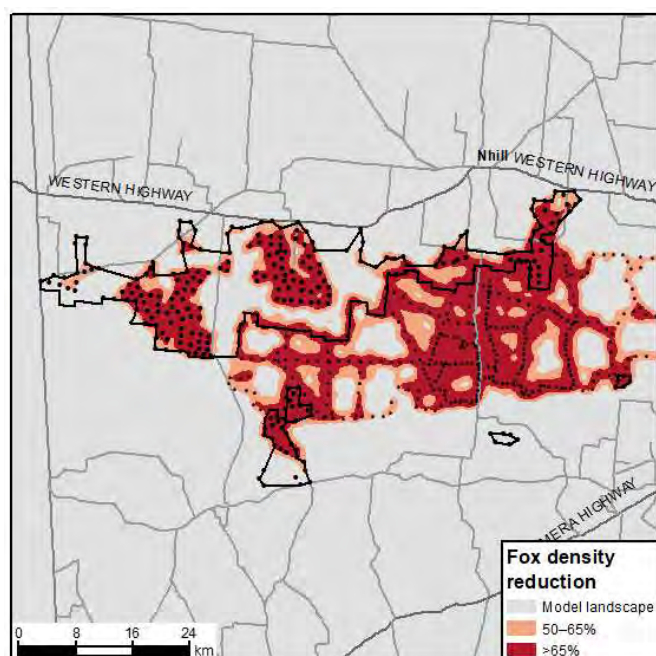 Nhill WESTERN HIGHWAY
WESTERN HIGHWAY
MERA HIGHWAY
Fox density
reduction
Model landscape
50–65%
>65%
0 8 16 24
km